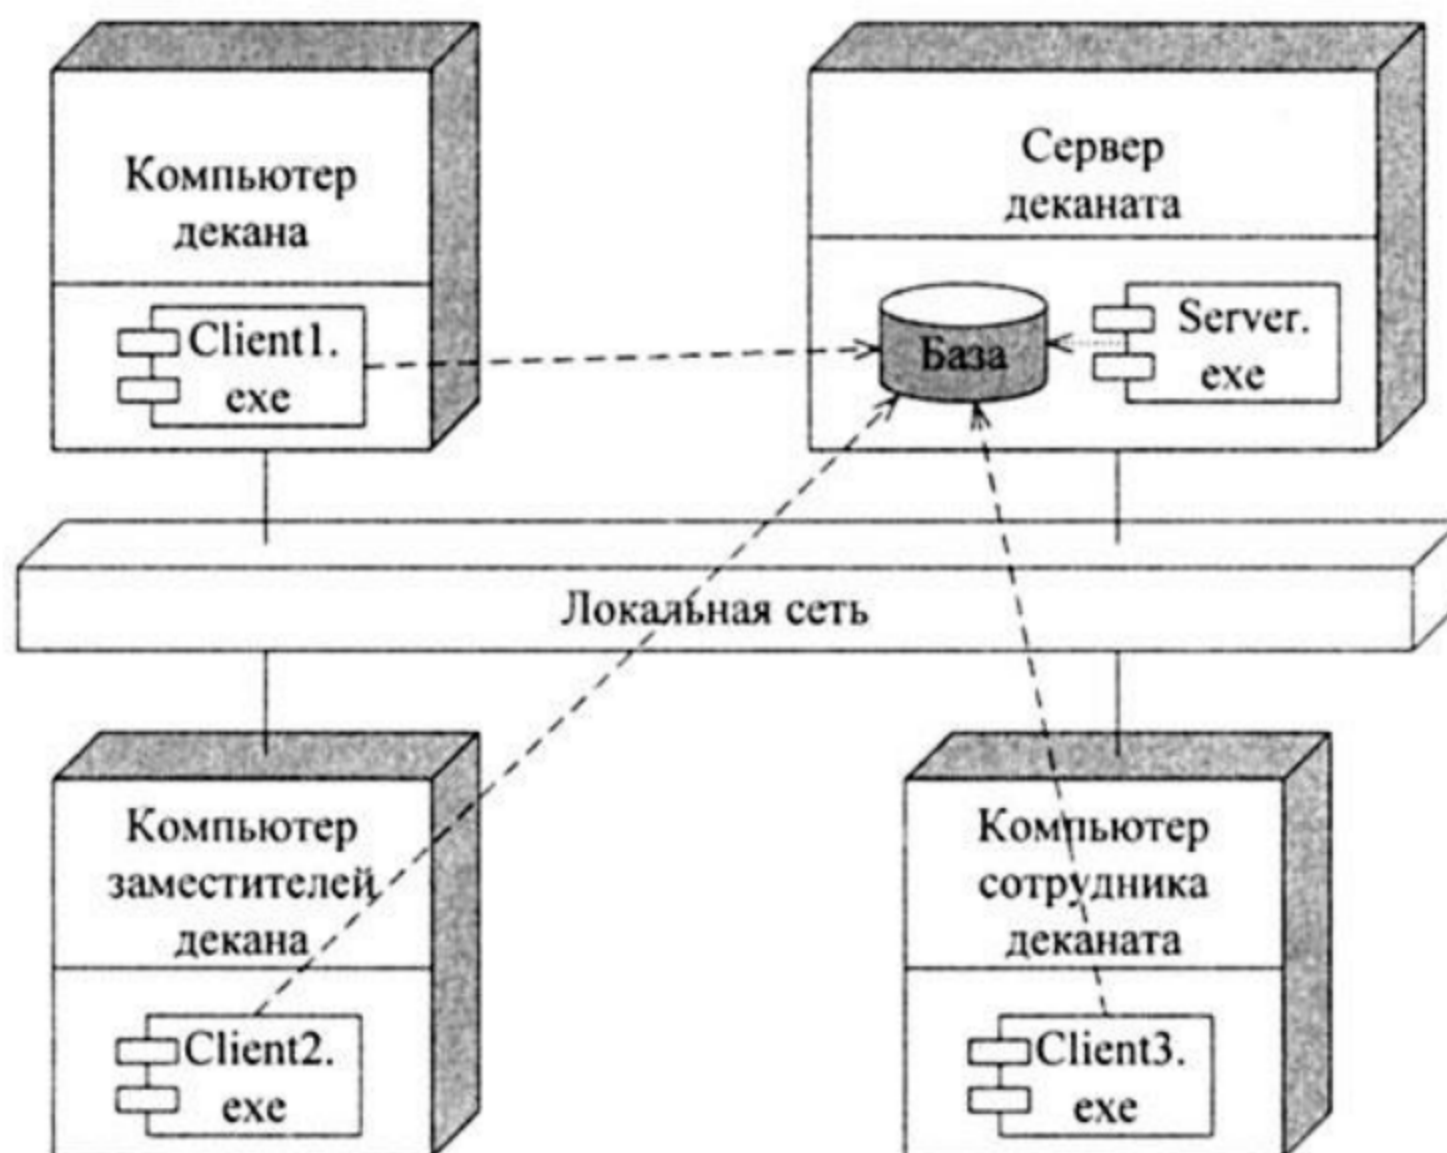 Компьютер
декана
Client1.
exe
Сервер
деканата
База
Server.
exe
Локальная сеть
Компьютер
заместителей
декана
Client2.
exe
Компьютер
сотрудника
деканата
Client3.
exe